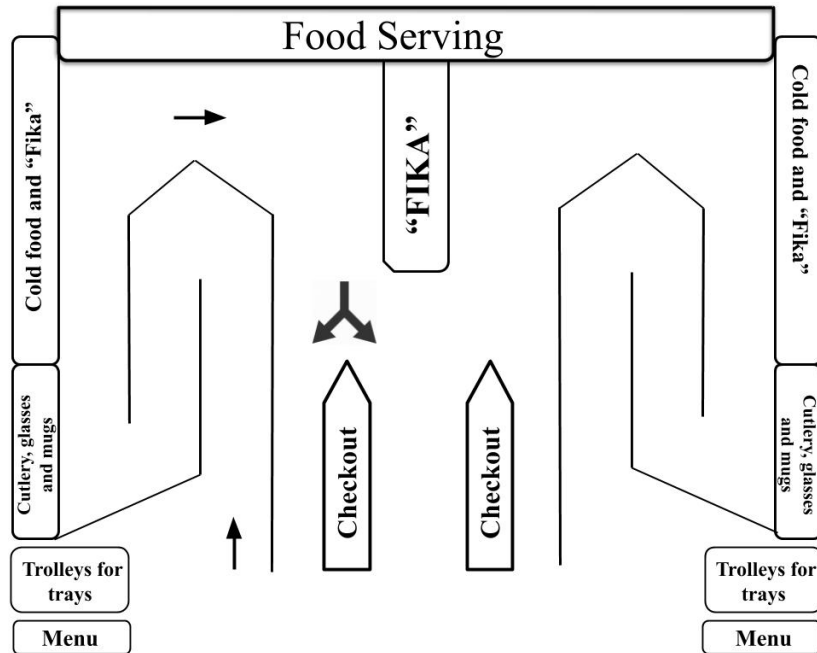 Food Serving
Cold food and “Fika”
“FIKA”
Cold food and “Fika”
Cutlery, glasses
and mugs
Checkout
Checkout
Cutlery, glasses
and mugs
Trolleys for
trays
Trolleys for
trays
Menu
Menu